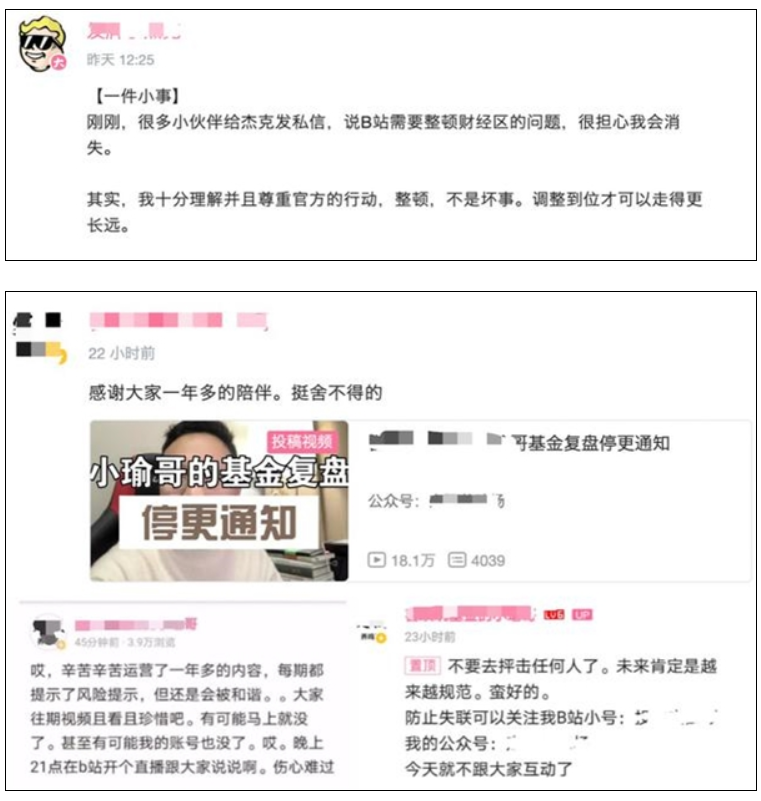 昨天 12:25
【一件小事】
刚刚，很多小伙伴给杰克发私信，说B站需要整顿财经区的问题，很担心我会消
失。
其实，我十分理解并且尊重官方的行动，整顿，不是坏事。调整到位才可以走得更
长远。
22 小时前
感谢大家一年多的陪伴。挺舍不得的
投稿视频
小瑜哥的基金复盘
停更通知
哥基金复盘停更通知
公众号：
18.1万 4039
哥
45分钟前 · 3.9万浏览
哎，辛苦辛苦运营了一年多的内容，每期都
提示了风险提示，但还是会被和谐。。大家
往期视频且看且珍惜吧。有可能马上就没
了。甚至有可能我的账号也没了。哎。晚上
21点在b站开个直播跟大家说说啊。伤心难过
LV6 UP
23小时前
置顶 不要去抨击任何人了。未来肯定是越
来越规范。蛮好的。
防止失联可以关注我B站小号：
我的公众号：
今天就不跟大家互动了